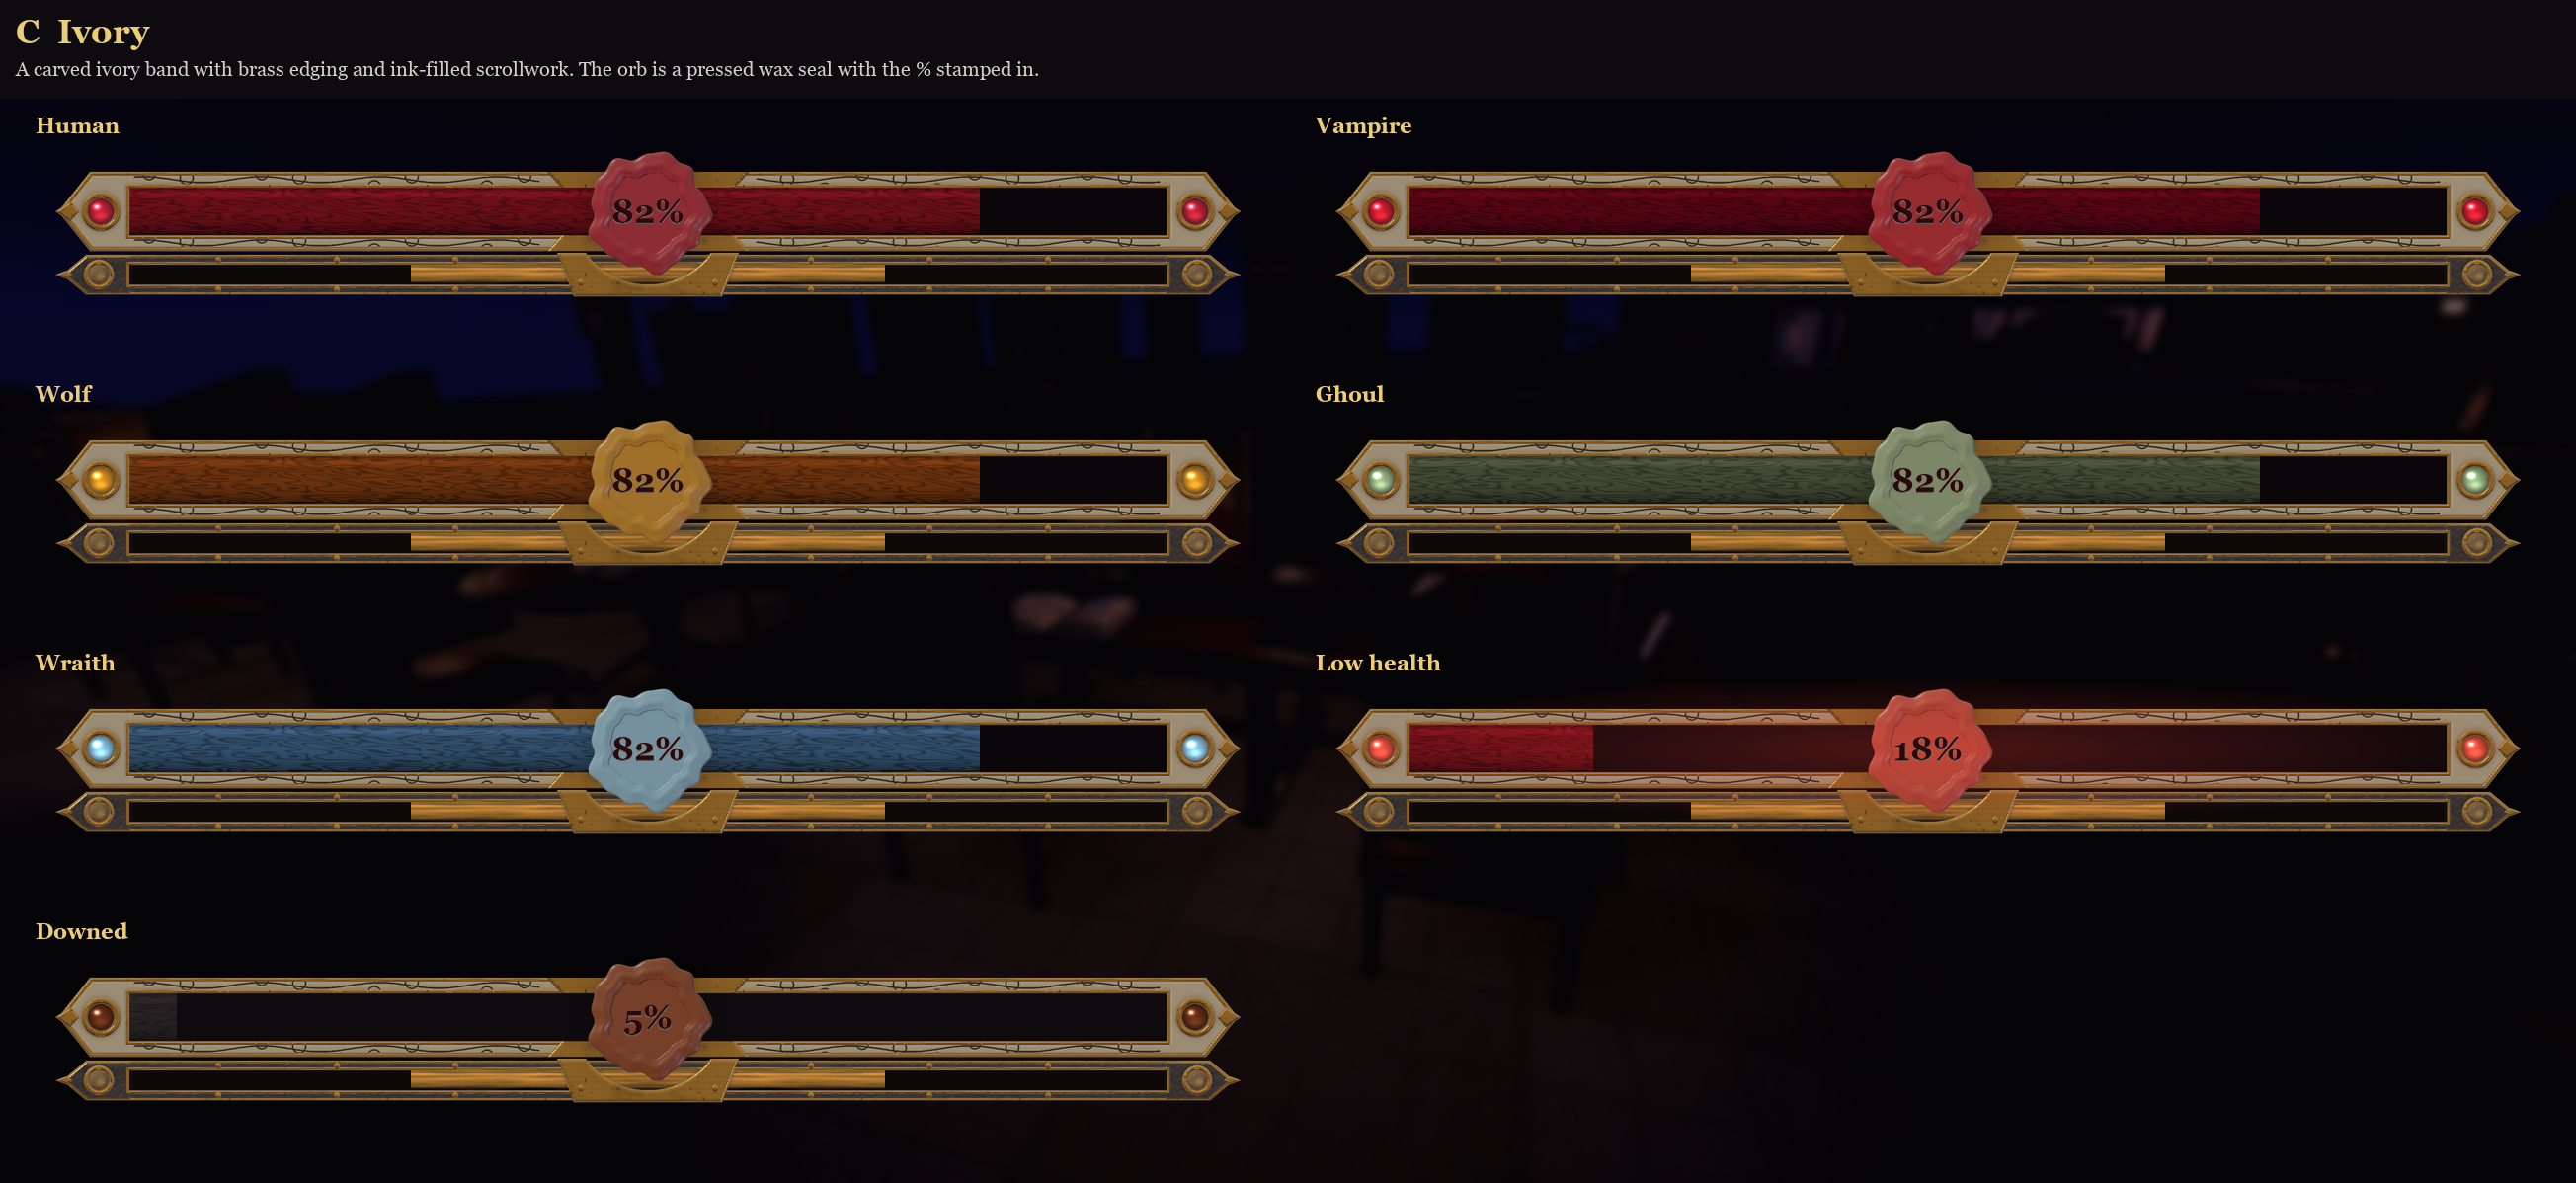 C Ivory
A carved ivory band with brass edging and ink-filled scrollwork. The orb is a pressed wax seal with the % stamped in.
Human
82%
Vampire
82%
Wolf
82%
Ghoul
82%
Wraith
82%
Low health
18%
Downed
5%